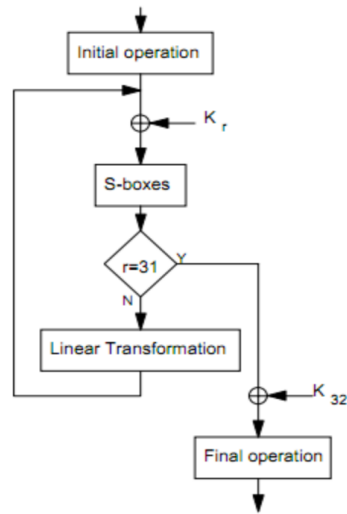 Initial operation
K r
S-boxes
r=31
Y
N
Linear Transformation
K 32
Final operation